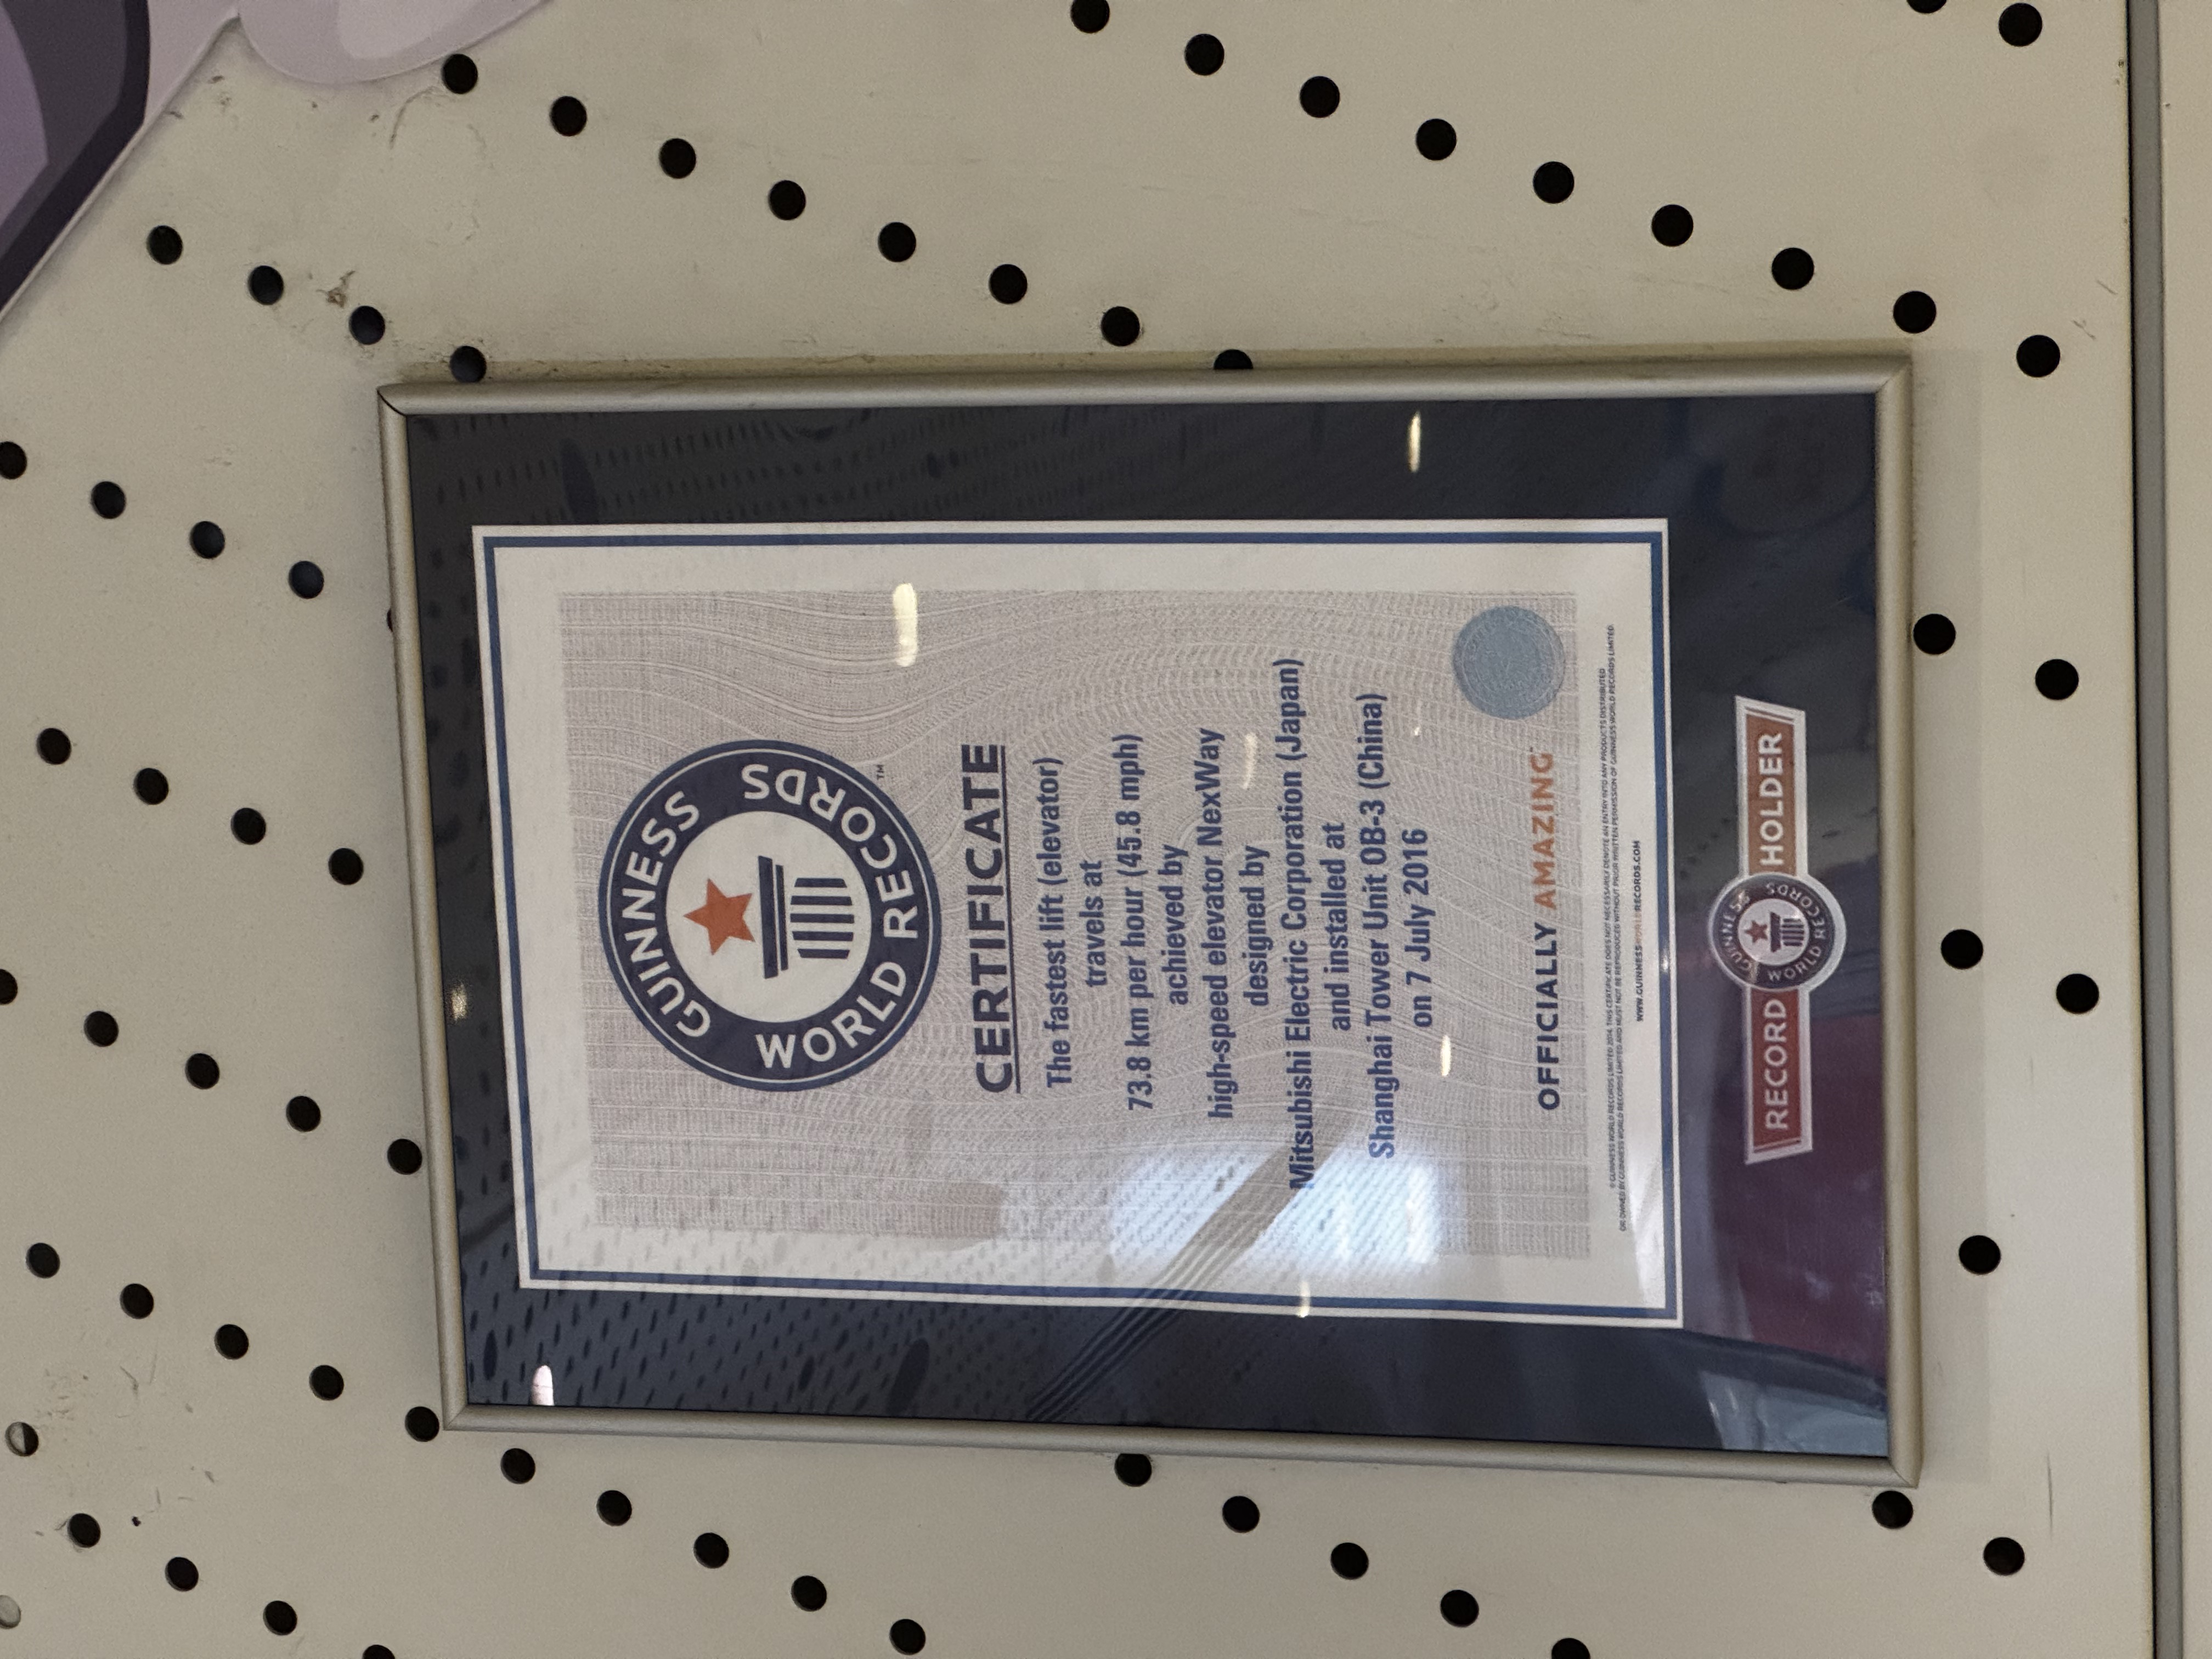 GUINNESS
WORLD RECORDS
TM
CERTIFICATE
The fastest lift (elevator)
travels at
73.8 km per hour (45.8 mph)
achieved by
high-speed elevator NexWay
designed by
Mitsubishi Electric Corporation (Japan)
and installed at
Shanghai Tower Unit OB-3 (China)
on 7 July 2016
OFFICIALLY AMAZING
© GUINNESS WORLD RECORDS LIMITED 2014. THIS CERTIFICATE DOES NOT NECESSARILY DENOTE AN ENTRY INTO ANY PRODUCTS DISTRIBUTED
OR OWNED BY GUINNESS WORLD RECORDS LIMITED AND MUST NOT BE REPRODUCED WITHOUT PRIOR WRITTEN PERMISSION OF GUINNESS WORLD RECORDS LIMITED.
WWW.GUINNESSWORLDRECORDS.COM
RECORD HOLDER
GUINNESS
WORLD RECORDS